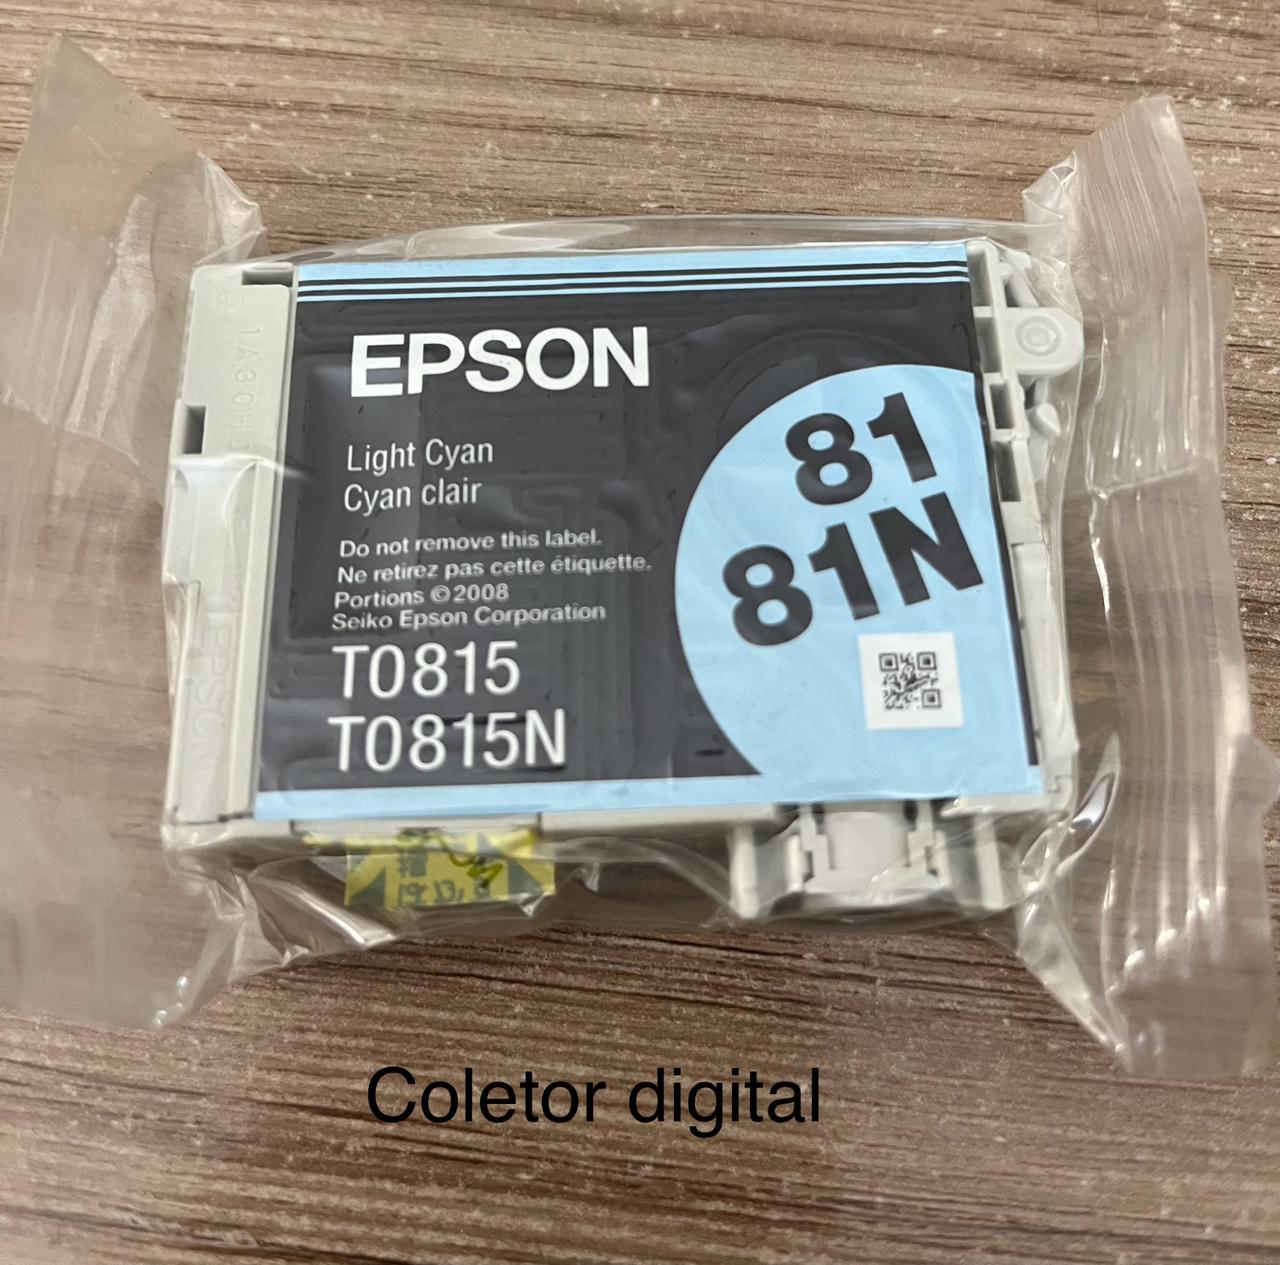 EPSON
81
81N
Light Cyan
Cyan clair
Do not remove this label.
Ne retirez pas cette étiquette.
Portions ©2008
Seiko Epson Corporation
T0815
T0815N
Coletor digital